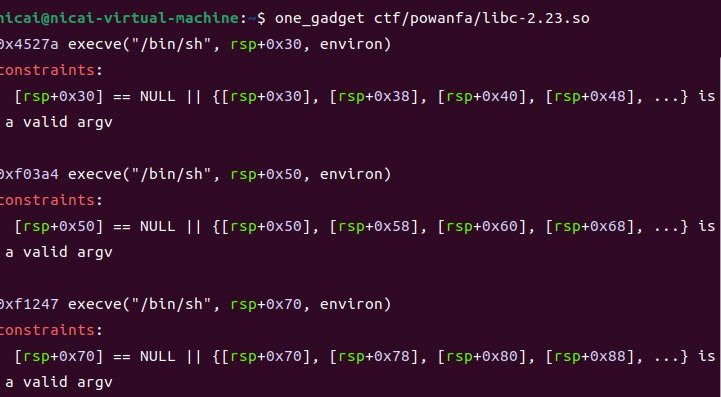 nicai@nicai-virtual-machine:~$ one_gadget ctf/powanfa/libc-2.23.so
0x4527a execve("/bin/sh", rsp+0x30, environ)
constraints:
  [rsp+0x30] == NULL || {[rsp+0x30], [rsp+0x38], [rsp+0x40], [rsp+0x48], ...} is
 a valid argv

0xf03a4 execve("/bin/sh", rsp+0x50, environ)
constraints:
  [rsp+0x50] == NULL || {[rsp+0x50], [rsp+0x58], [rsp+0x60], [rsp+0x68], ...} is
 a valid argv

0xf1247 execve("/bin/sh", rsp+0x70, environ)
constraints:
  [rsp+0x70] == NULL || {[rsp+0x70], [rsp+0x78], [rsp+0x80], [rsp+0x88], ...} is
 a valid argv